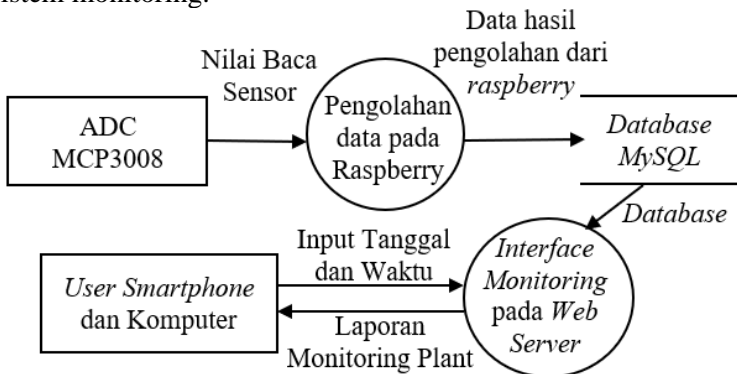 sistem monitoring.
Data hasil
pengolahan dari
raspberry
Nilai Baca
Sensor
ADC
MCP3008
Pengolahan
data pada
Raspberry
Database
MySQL
Database
Input Tanggal
dan Waktu
Interface
Monitoring
pada Web
Server
User Smartphone
dan Komputer
Laporan
Monitoring Plant